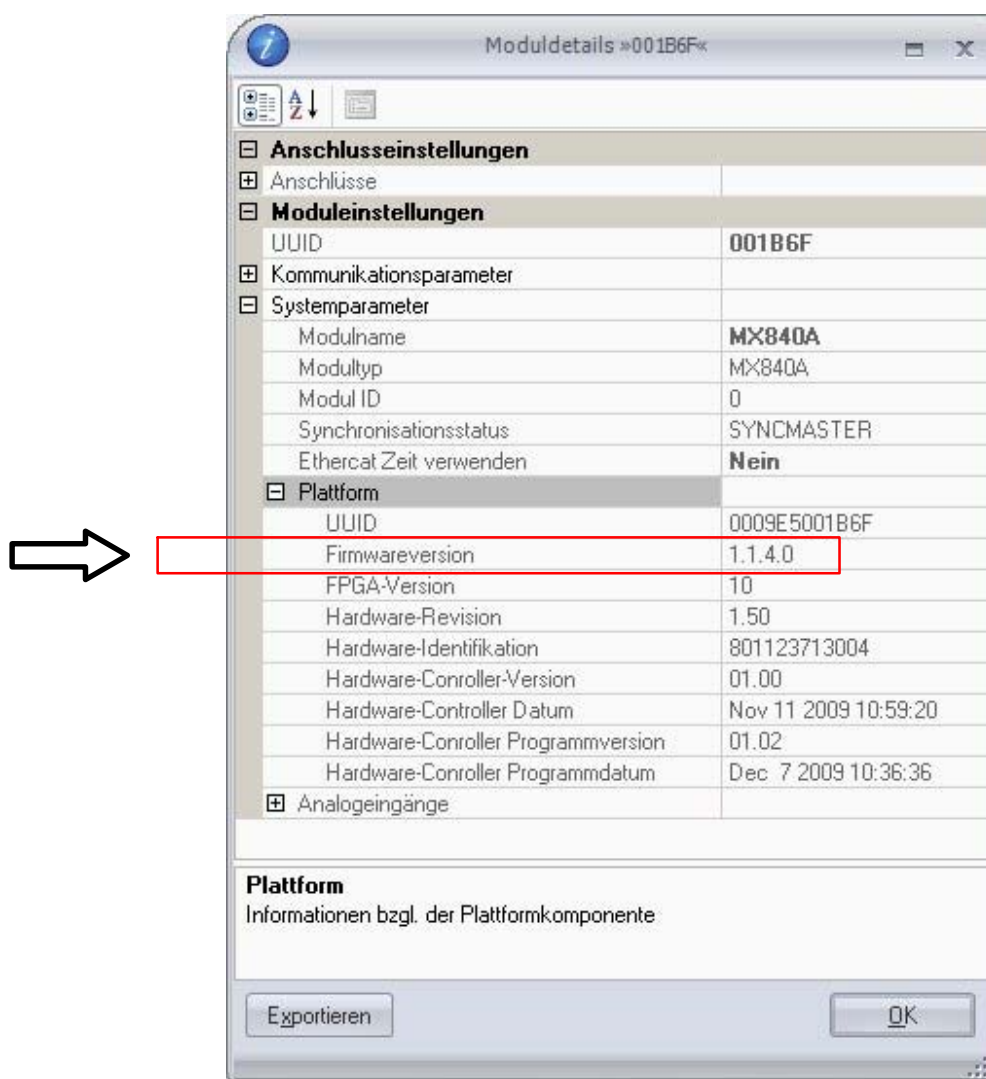 Moduldetails »001B6F«
Anschlusseinstellungen
Anschlüsse
Moduleinstellungen
UUID 001B6F
Kommunikationsparameter
Systemparameter
Modulname MX840A
Modultyp MX840A
Modul ID 0
Synchronisationsstatus SYNCMASTER
Ethercat Zeit verwenden Nein
Plattform
UUID 0009E5001B6F
Firmwareversion 1.1.4.0
FPGA-Version 10
Hardware-Revision 1.50
Hardware-Identifikation 801123713004
Hardware-Conroller-Version 01.00
Hardware-Controller Datum Nov 11 2009 10:59:20
Hardware-Conroller Programmversion 01.02
Hardware-Conroller Programmdatum Dec 7 2009 10:36:36
Analogeingänge
Plattform
Informationen bzgl. der Plattformkomponente
Exportieren OK